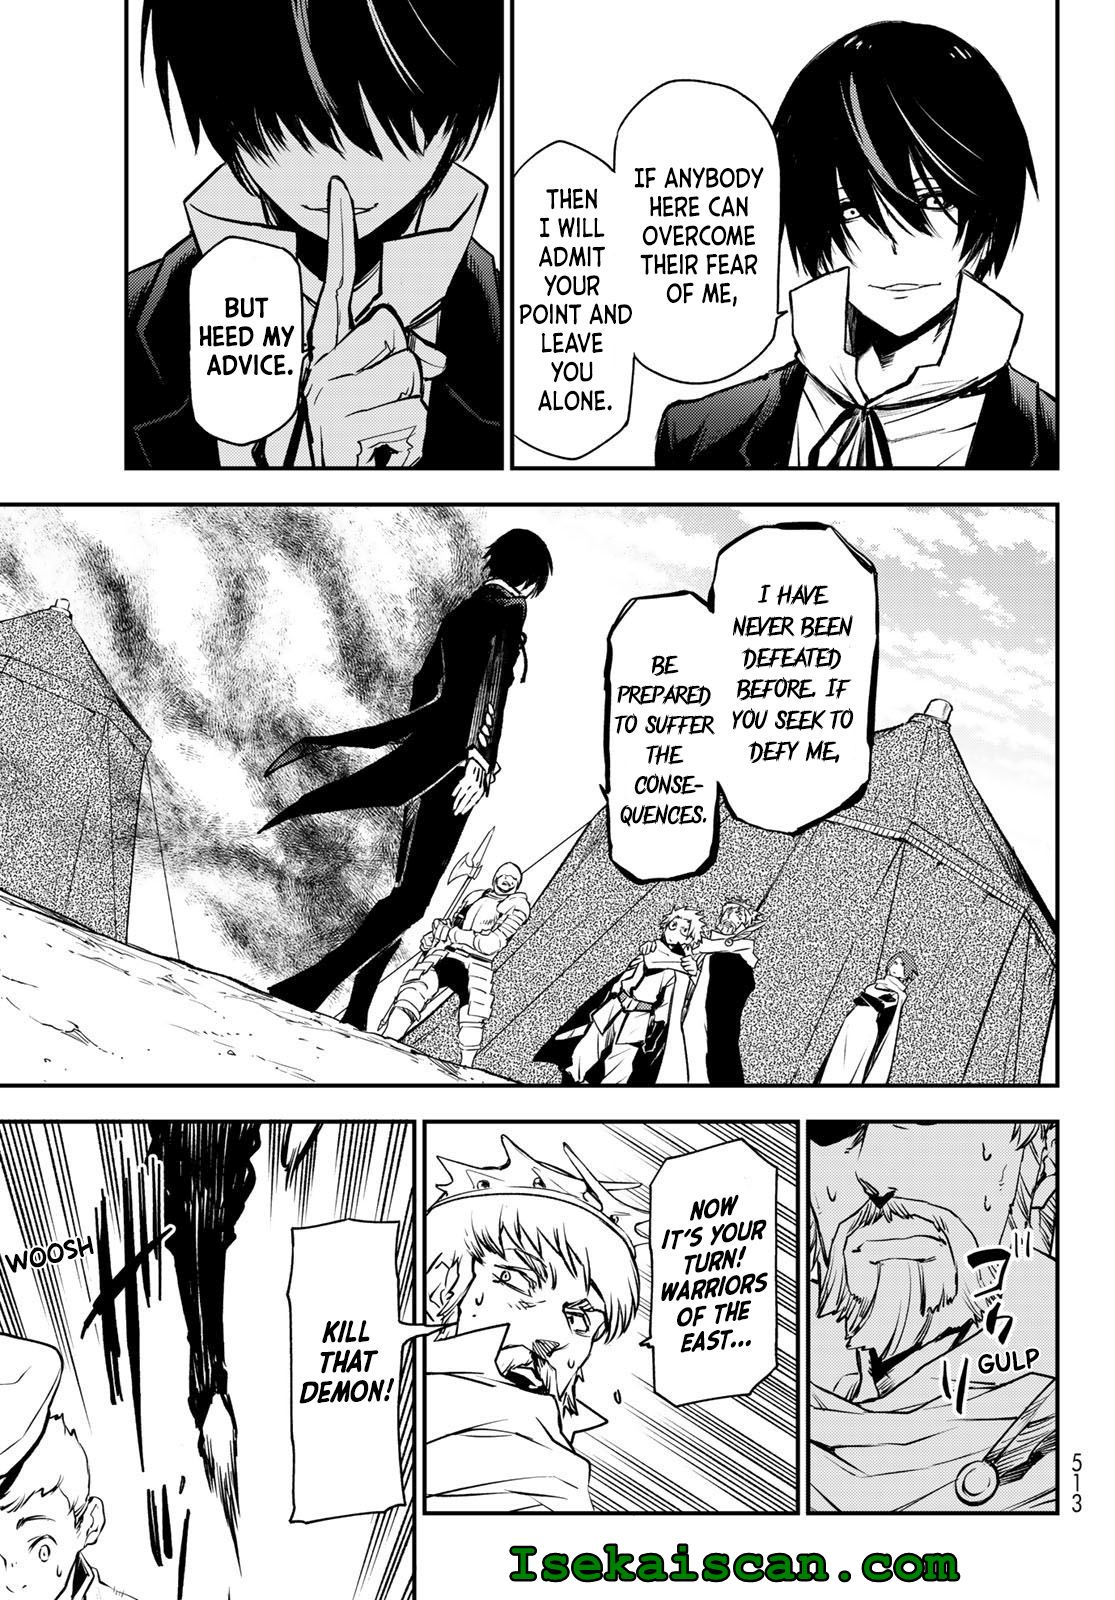 IF ANYBODY
HERE CAN
OVERCOME
THEIR FEAR
OF ME,
THEN
I WILL
ADMIT
YOUR
POINT AND
LEAVE
YOU
ALONE.
BUT
HEED MY
ADVICE.
I HAVE
NEVER BEEN
DEFEATED
BEFORE. IF
YOU SEEK TO
DEFY ME,
BE
PREPARED
TO SUFFER
THE
CONSE-
QUENCES.
ゴクリ
GULP
NOW
IT'S YOUR
TURN!
WARRIORS
OF THE
EAST...
KILL
THAT
DEMON!
WOOSH
513
Isekaiscan.com